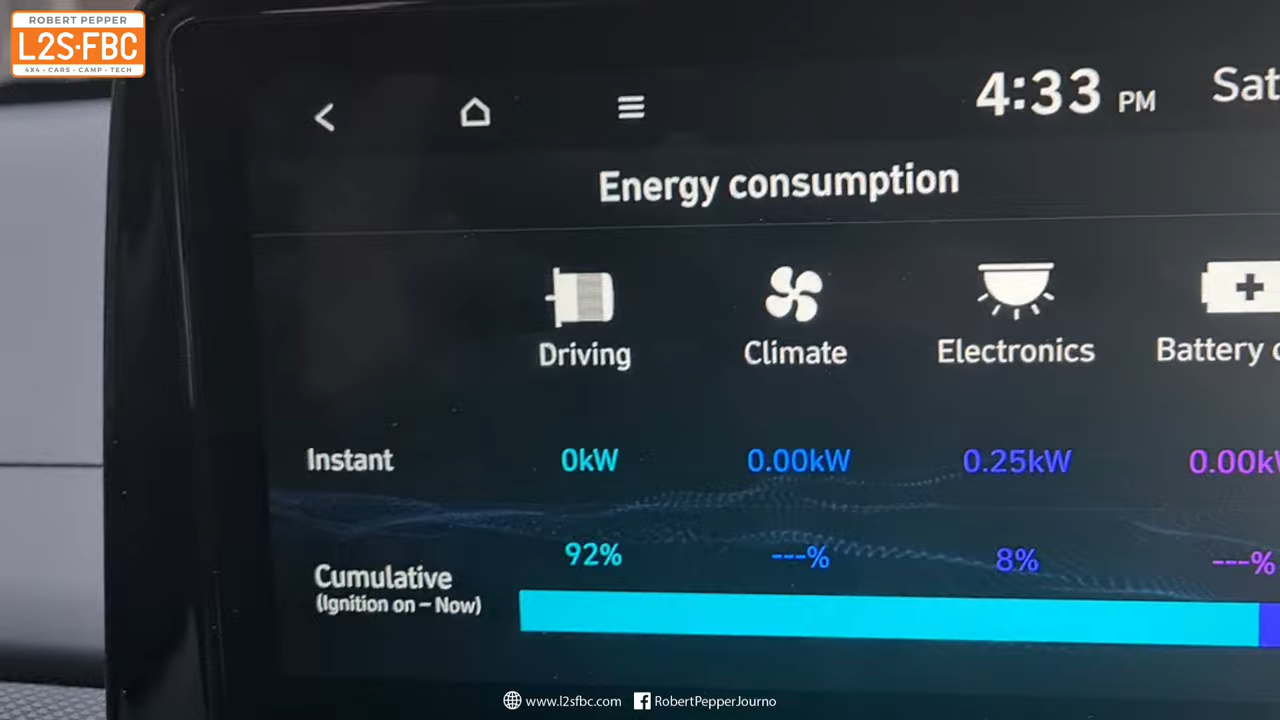 ROBERT PEPPER
L2S·FBC
4X4 • CARS • CAMP • TECH
4:33 PM Sat
Energy consumption
Driving Climate Electronics Battery
Instant 0kW 0.00kW 0.25kW 0.00k
92% ---% 8% ---%
Cumulative
(Ignition on – Now)
www.l2sfbc.com RobertPepperJourno